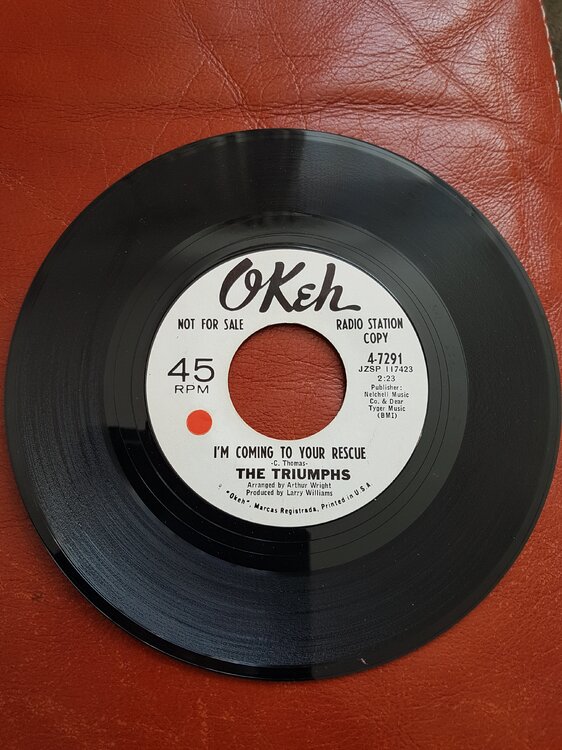 OKeh
NOT FOR SALE
RADIO STATION
COPY
45
RPM
4-7291
JZSP 117423
2:23
Publisher:
Nelchell Music
Co. & Dear
Tyger Music
(BMI)
I'M COMING TO YOUR RESCUE
-C. Thomas-
THE TRIUMPHS
Arranged by Arthur Wright
Produced by Larry Williams
"Okeh", Marcas Registrada, Printed in U.S.A.